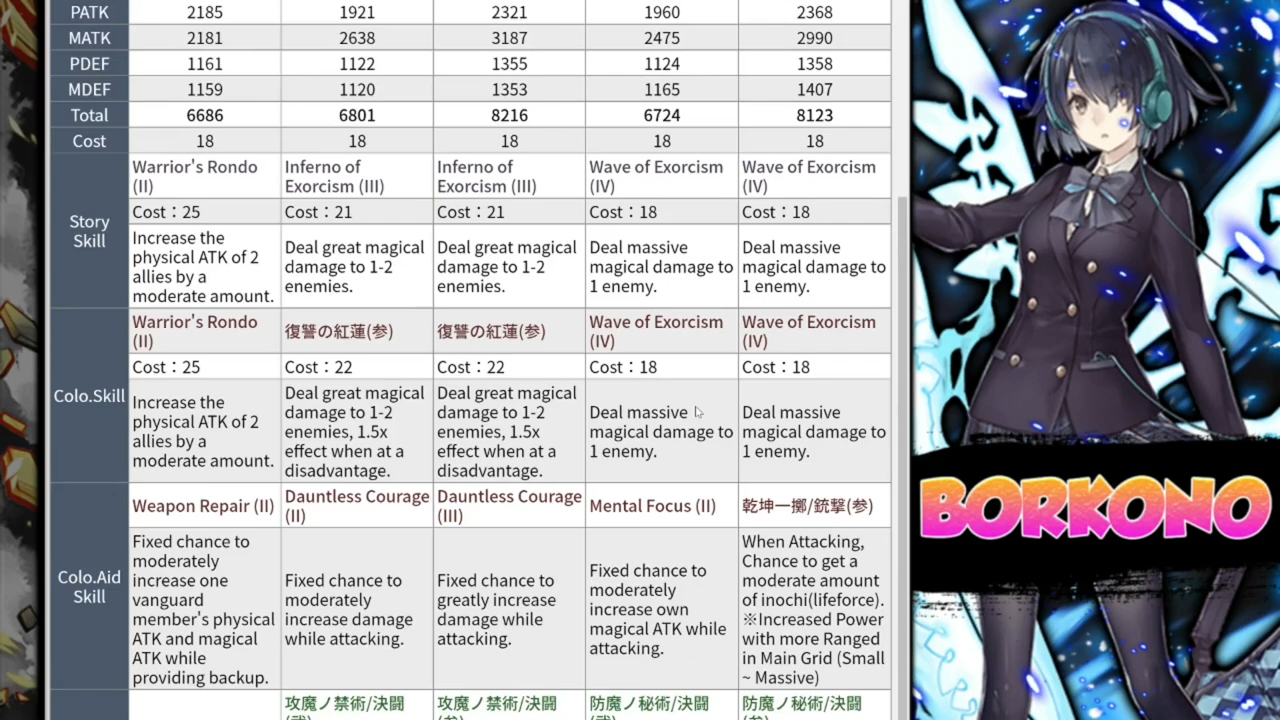 PATK 2185 1921 2321 1960 2368
MATK 2181 2638 3187 2475 2990
PDEF 1161 1122 1355 1124 1358
MDEF 1159 1120 1353 1165 1407
Total 6686 6801 8216 6724 8123
Cost 18 18 18 18 18
Story
Skill
Warrior's Rondo
(II)
Inferno of
Exorcism (III)
Inferno of
Exorcism (III)
Wave of Exorcism
(IV)
Wave of Exorcism
(IV)
Cost：25 Cost：21 Cost：21 Cost：18 Cost：18
Increase the
physical ATK of 2
allies by a
moderate amount.
Deal great magical
damage to 1-2
enemies.
Deal great magical
damage to 1-2
enemies.
Deal massive
magical damage to
1 enemy.
Deal massive
magical damage to
1 enemy.
Colo.Skill
Warrior's Rondo
(II)
復讐の紅蓮(参)
復讐の紅蓮(参)
Wave of Exorcism
(IV)
Wave of Exorcism
(IV)
Cost：25 Cost：22 Cost：22 Cost：18 Cost：18
Increase the
physical ATK of 2
allies by a
moderate amount.
Deal great magical
damage to 1-2
enemies, 1.5x
effect when at a
disadvantage.
Deal great magical
damage to 1-2
enemies, 1.5x
effect when at a
disadvantage.
Deal massive
magical damage to
1 enemy.
Deal massive
magical damage to
1 enemy.
Colo.Aid
Skill
Weapon Repair (II)
Dauntless Courage
(II)
Dauntless Courage
(III)
Mental Focus (II)
乾坤一擲/銃撃(参)
Fixed chance to
moderately
increase one
vanguard
member's physical
ATK and magical
ATK while
providing backup.
Fixed chance to
moderately
increase damage
while attacking.
Fixed chance to
greatly increase
damage while
attacking.
Fixed chance to
moderately
increase own
magical ATK while
attacking.
When Attacking,
Chance to get a
moderate amount
of inochi(lifeforce).
※Increased Power
with more Ranged
in Main Grid (Small
~ Massive)
攻魔ノ禁術/決闘
攻魔ノ禁術/決闘
防魔ノ秘術/決闘
防魔ノ秘術/決闘
BORKONO